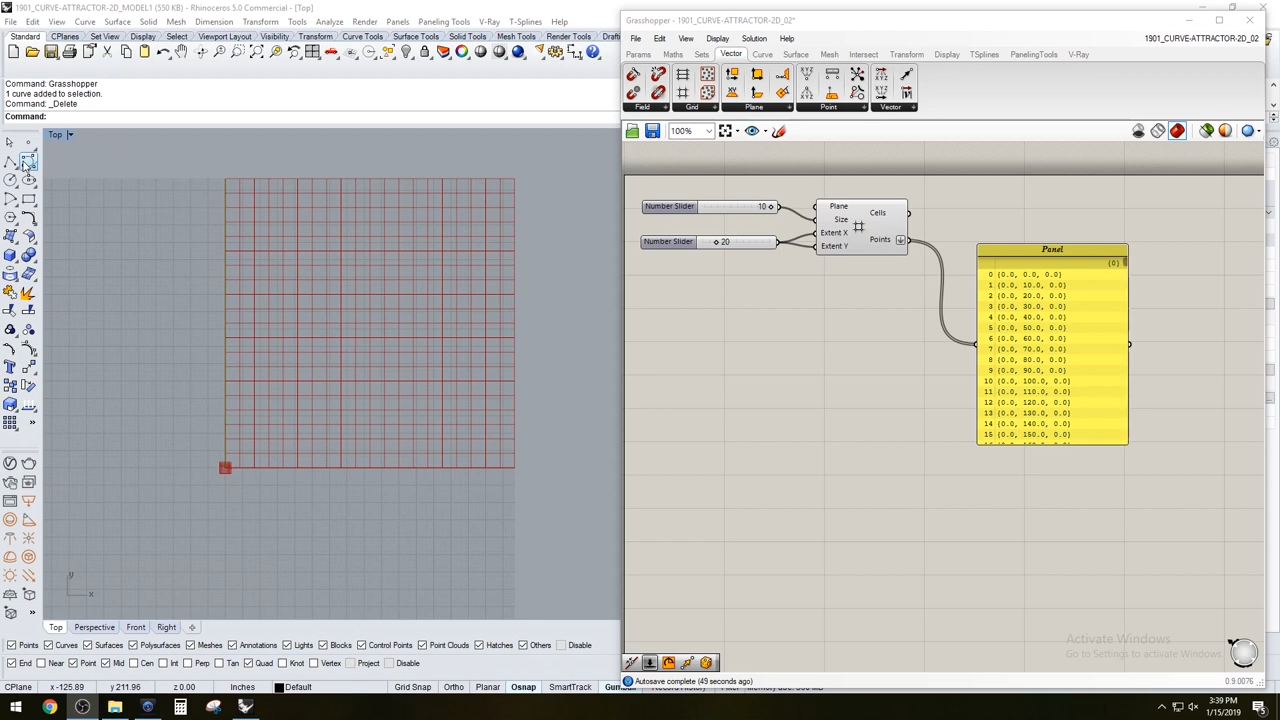 1901_CURVE-ATTRACTOR-2D_MODEL1 (550 KB) - Rhinoceros 5.0 Commercial - [Top]
File Edit View Curve Surface Solid Mesh Dimension Transform Tools Analyze Render Panels Paneling Tools V-Ray T-Splines Help
Standard CPlanes Set View Display Select Viewport Layout Visibility Transform Curve Tools Surface Tools Solid Tools Mesh Tools Render Tools
Command: Grasshopper
1 curve added to selection.
Command: _Delete
Command:
Top
Grasshopper - 1901_CURVE-ATTRACTOR-2D_02*
File Edit View Display Solution Help
1901_CURVE-ATTRACTOR-2D_02
Params Maths Sets Vector Curve Surface Mesh Intersect Transform Display TSplines PanelingTools V-Ray
Field Grid Plane Point Vector
100%
Number Slider 10
Number Slider 20
Plane
Size
Extent X
Extent Y
Cells
Points
Panel
{0}
0 {0.0, 0.0, 0.0}
1 {0.0, 10.0, 0.0}
2 {0.0, 20.0, 0.0}
3 {0.0, 30.0, 0.0}
4 {0.0, 40.0, 0.0}
5 {0.0, 50.0, 0.0}
6 {0.0, 60.0, 0.0}
7 {0.0, 70.0, 0.0}
8 {0.0, 80.0, 0.0}
9 {0.0, 90.0, 0.0}
10 {0.0, 100.0, 0.0}
11 {0.0, 110.0, 0.0}
12 {0.0, 120.0, 0.0}
13 {0.0, 130.0, 0.0}
14 {0.0, 140.0, 0.0}
15 {0.0, 150.0, 0.0}
y
x
Top Perspective Front Right
Points Curves Surfaces Polysurfaces Meshes Annotations Lights Blocks Control Points Point Clouds Hatches Others Disable
End Near Point Mid Cen Int Perp Tan Quad Knot Vertex Project Disable
CPlane x -125.89 y 211.96 z 0.00 Inches Default Grid Snap Ortho Planar Osnap SmartTrack
Activate Windows
Go to Settings to activate Windows.
Autosave complete (49 seconds ago)
0.9.0076
3:39 PM
1/15/2019